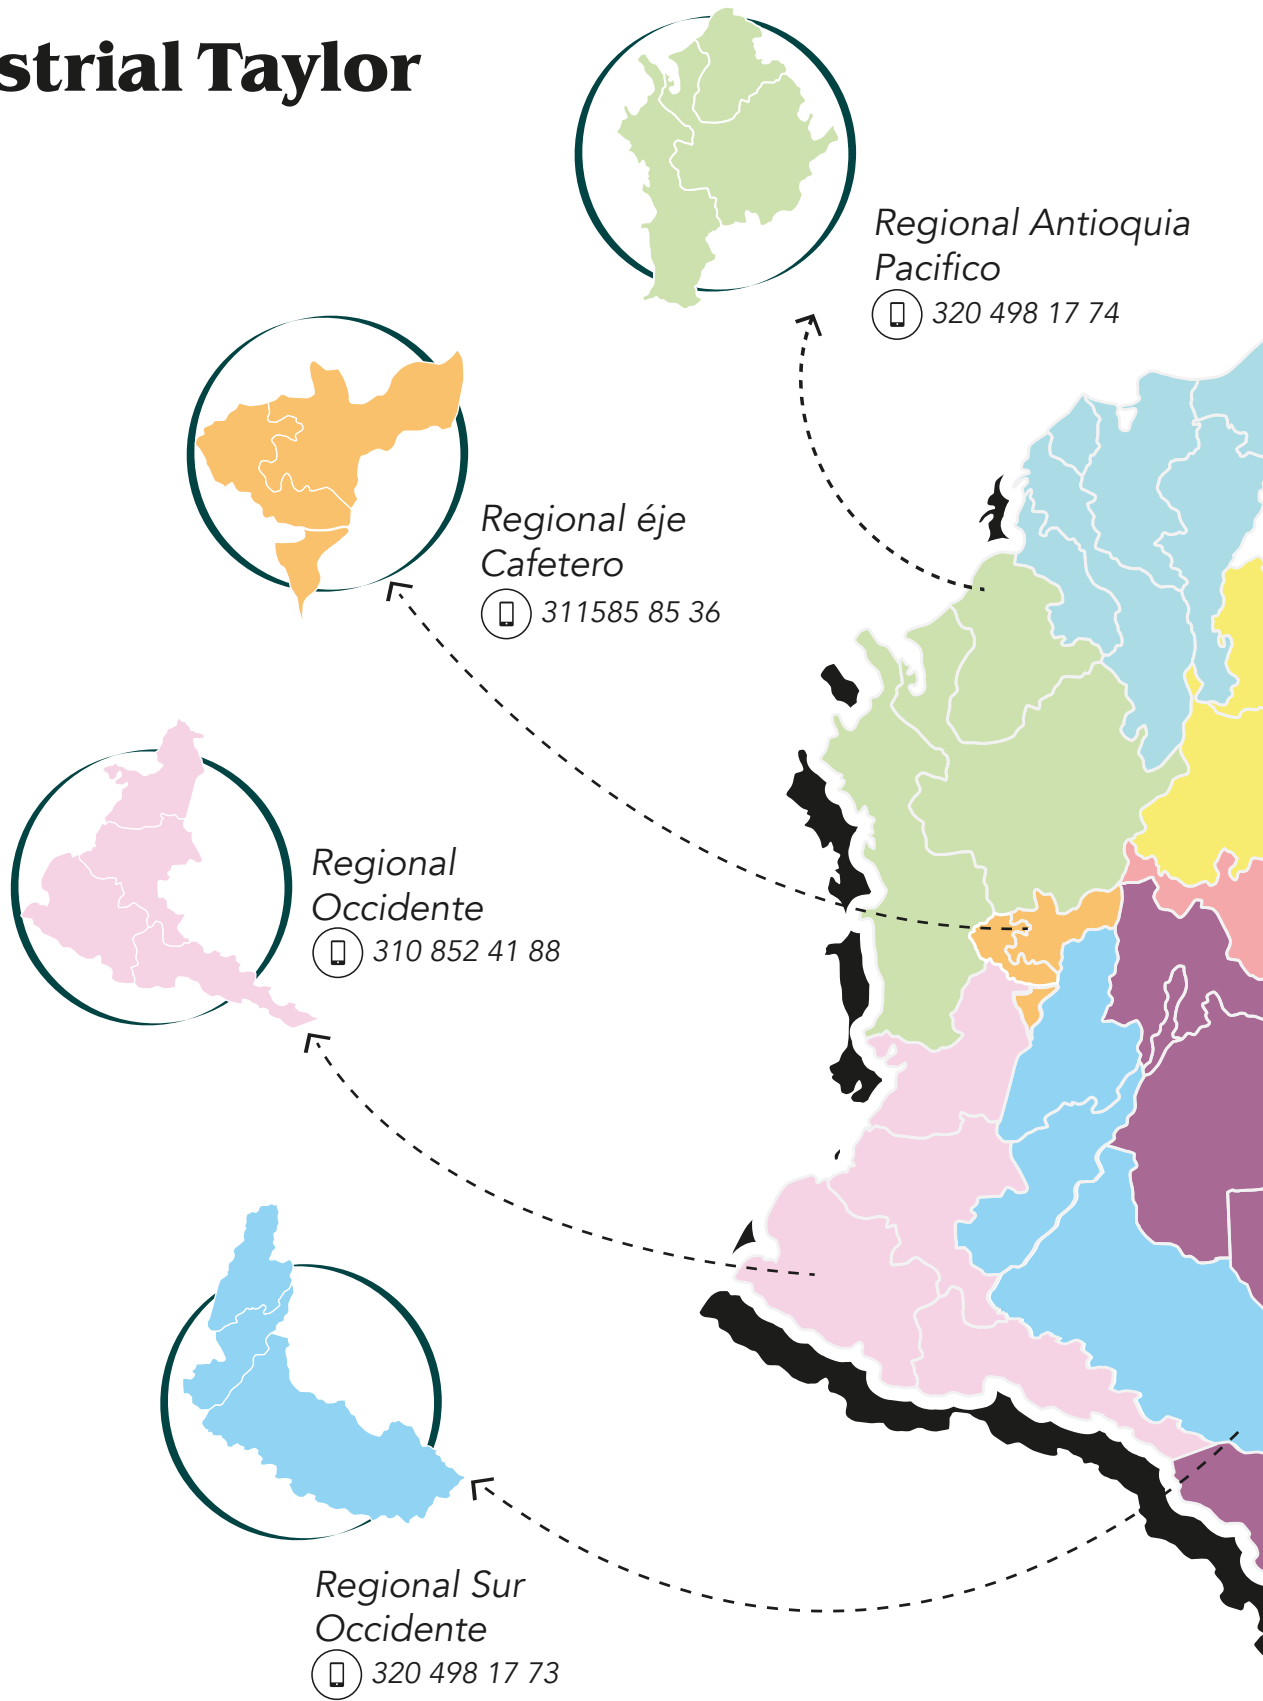 strial Taylor
Regional Antioquia
Pacifico
320 498 17 74
Regional éje
Cafetero
311585 85 36
Regional
Occidente
310 852 41 88
Regional Sur
Occidente
320 498 17 73